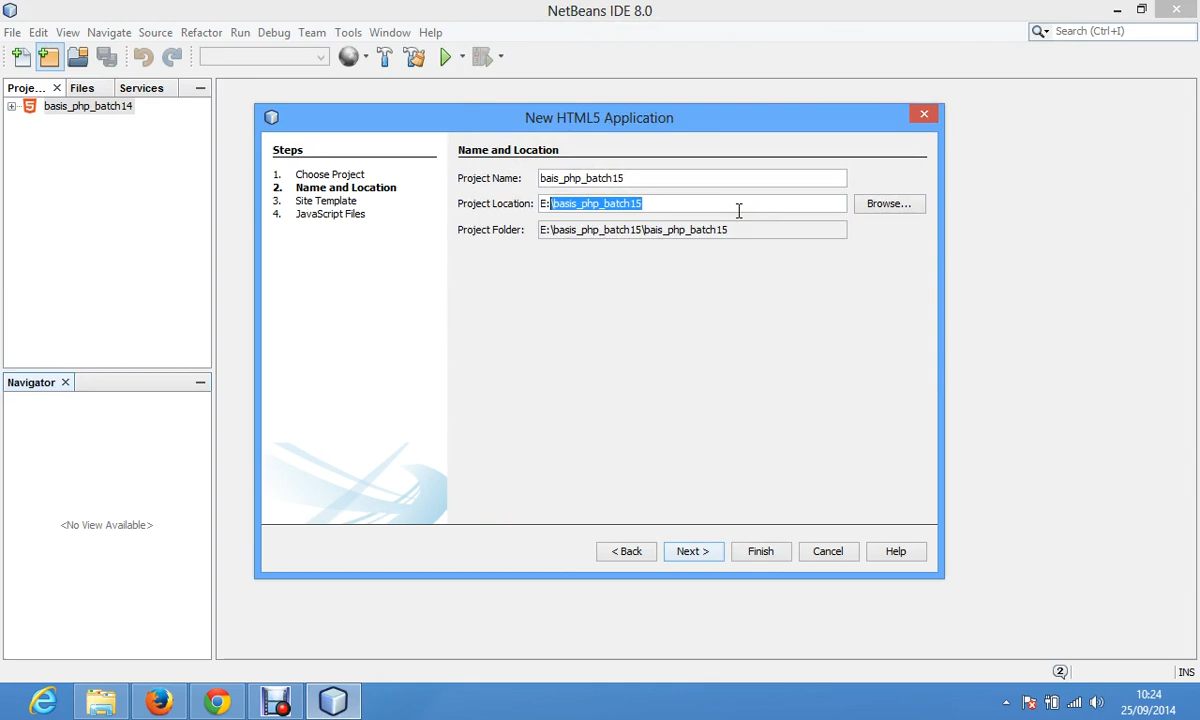 NetBeans IDE 8.0
File Edit View Navigate Source Refactor Run Debug Team Tools Window Help
Search (Ctrl+I)
Proje... Files Services
basis_php_batch14
New HTML5 Application
Steps
1. Choose Project
2. Name and Location
3. Site Template
4. JavaScript Files
Name and Location
Project Name: bais_php_batch15
Project Location: E:\basis_php_batch15 Browse...
Project Folder: E:\basis_php_batch15\bais_php_batch15
Navigator
<No View Available>
< Back Next > Finish Cancel Help
2 INS
10:24
25/09/2014